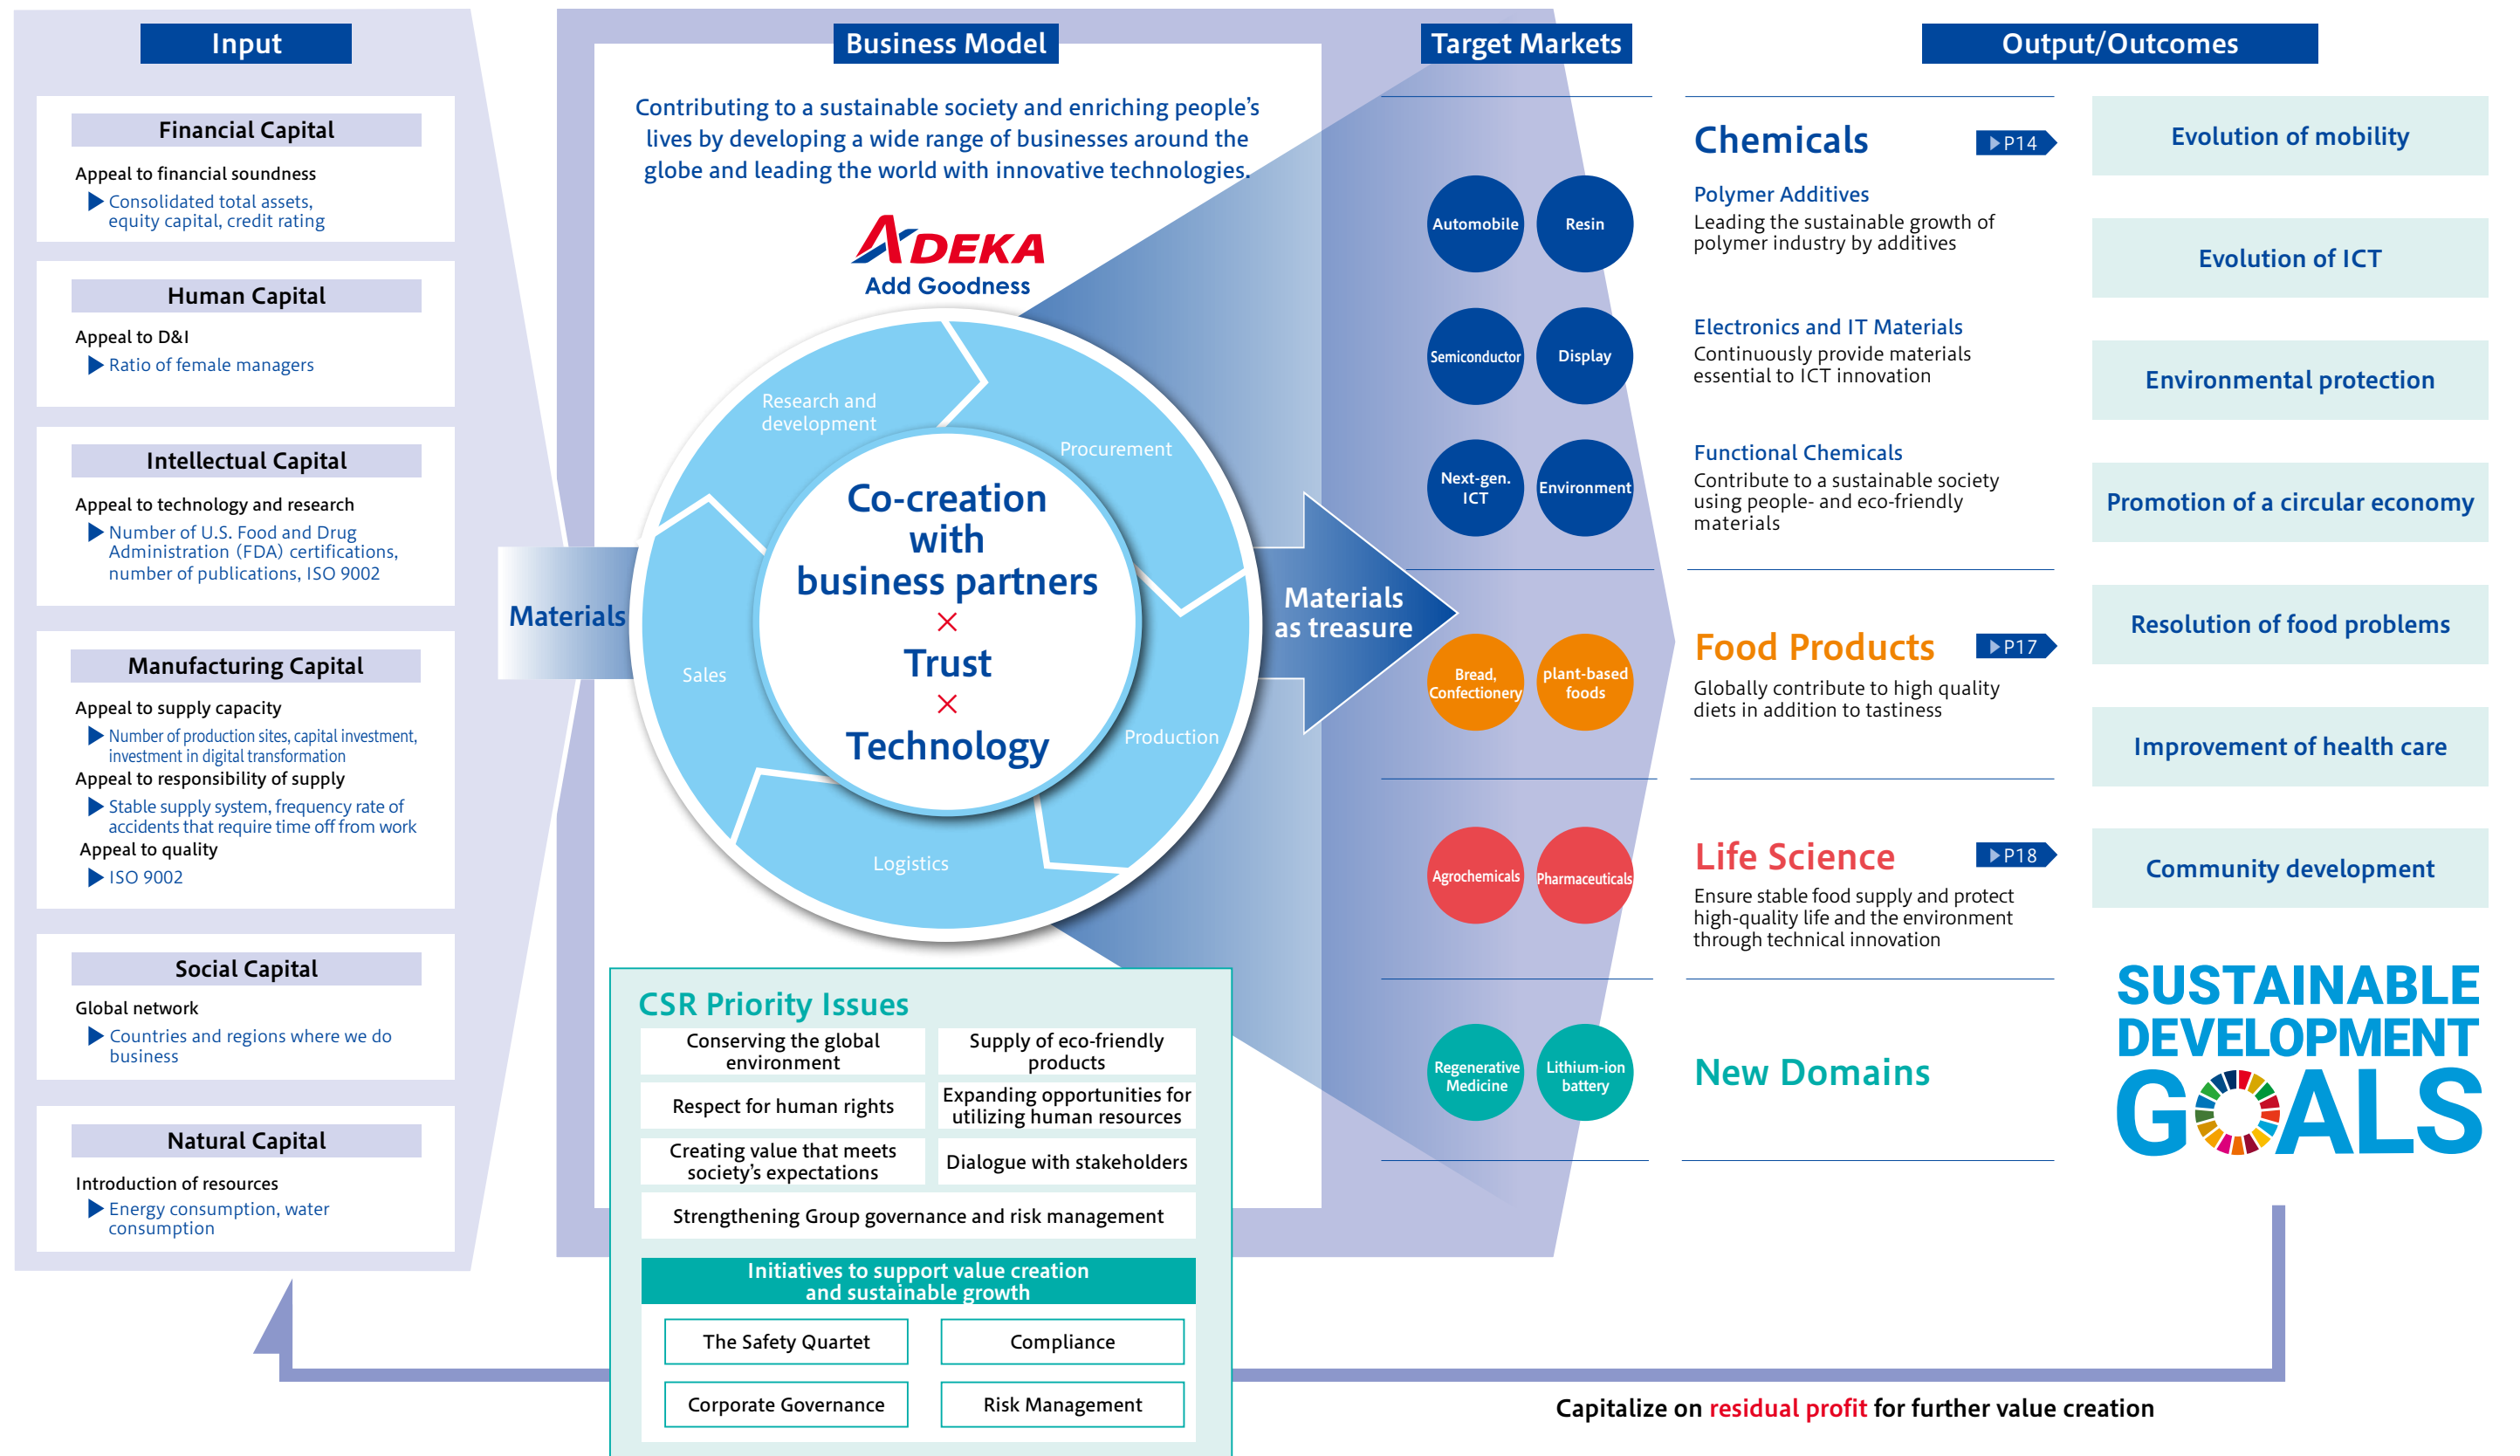 Input
Financial Capital
Appeal to financial soundness
Consolidated total assets,
equity capital, credit rating
Human Capital
Appeal to D&I
Ratio of female managers
Intellectual Capital
Appeal to technology and research
Number of U.S. Food and Drug
Administration (FDA) certifications,
number of publications, ISO 9002
Manufacturing Capital
Appeal to supply capacity
Number of production sites, capital investment,
investment in digital transformation
Appeal to responsibility of supply
Stable supply system, frequency rate of
accidents that require time off from work
Appeal to quality
ISO 9002
Social Capital
Global network
Countries and regions where we do
business
Natural Capital
Introduction of resources
Energy consumption, water
consumption
Business Model
Contributing to a sustainable society and enriching people's
lives by developing a wide range of businesses around the
globe and leading the world with innovative technologies.
ADEKA
Add Goodness
Research and
development
Procurement
Production
Logistics
Sales
Co-creation
with
business partners
×
Trust
×
Technology
Materials
Materials
as treasure
CSR Priority Issues
Conserving the global
environment
Supply of eco-friendly
products
Respect for human rights
Expanding opportunities for
utilizing human resources
Creating value that meets
society's expectations
Dialogue with stakeholders
Strengthening Group governance and risk management
Initiatives to support value creation
and sustainable growth
The Safety Quartet
Compliance
Corporate Governance
Risk Management
Target Markets
Automobile
Resin
Semiconductor
Display
Next-gen.
ICT
Environment
Bread,
Confectionery
plant-based
foods
Agrochemicals
Pharmaceuticals
Regenerative
Medicine
Lithium-ion
battery
Output/Outcomes
Chemicals
P14
Polymer Additives
Leading the sustainable growth of
polymer industry by additives
Electronics and IT Materials
Continuously provide materials
essential to ICT innovation
Functional Chemicals
Contribute to a sustainable society
using people- and eco-friendly
materials
Food Products
P17
Globally contribute to high quality
diets in addition to tastiness
Life Science
P18
Ensure stable food supply and protect
high-quality life and the environment
through technical innovation
New Domains
Evolution of mobility
Evolution of ICT
Environmental protection
Promotion of a circular economy
Resolution of food problems
Improvement of health care
Community development
SUSTAINABLE
DEVELOPMENT
GOALS
Capitalize on residual profit for further value creation